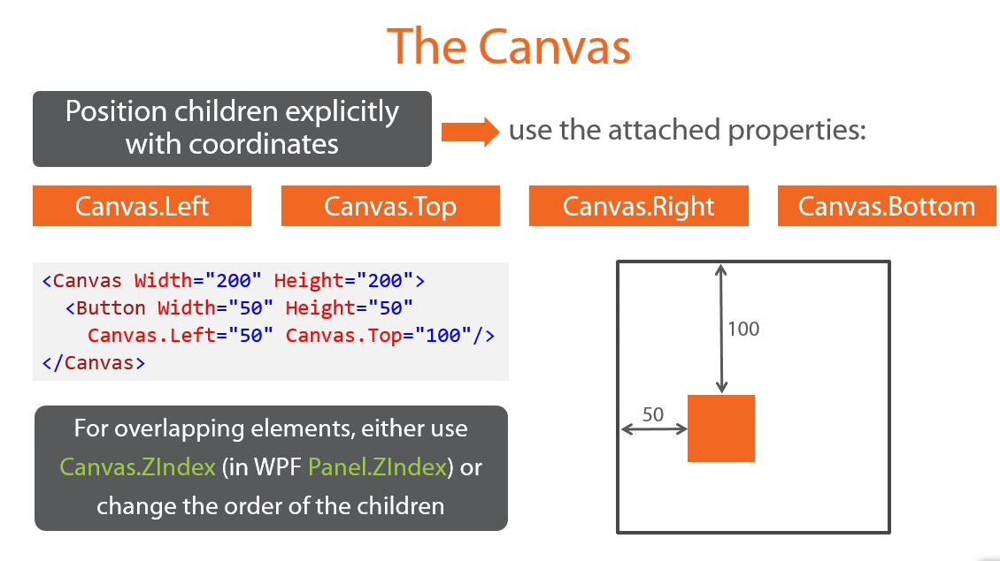 The Canvas
Position children explicitly
with coordinates
use the attached properties:
Canvas.Left
Canvas.Top
Canvas.Right
Canvas.Bottom
<Canvas Width="200" Height="200">
  <Button Width="50" Height="50"
    Canvas.Left="50" Canvas.Top="100"/>
</Canvas>
100
50
For overlapping elements, either use
Canvas.ZIndex (in WPF Panel.ZIndex) or
change the order of the children